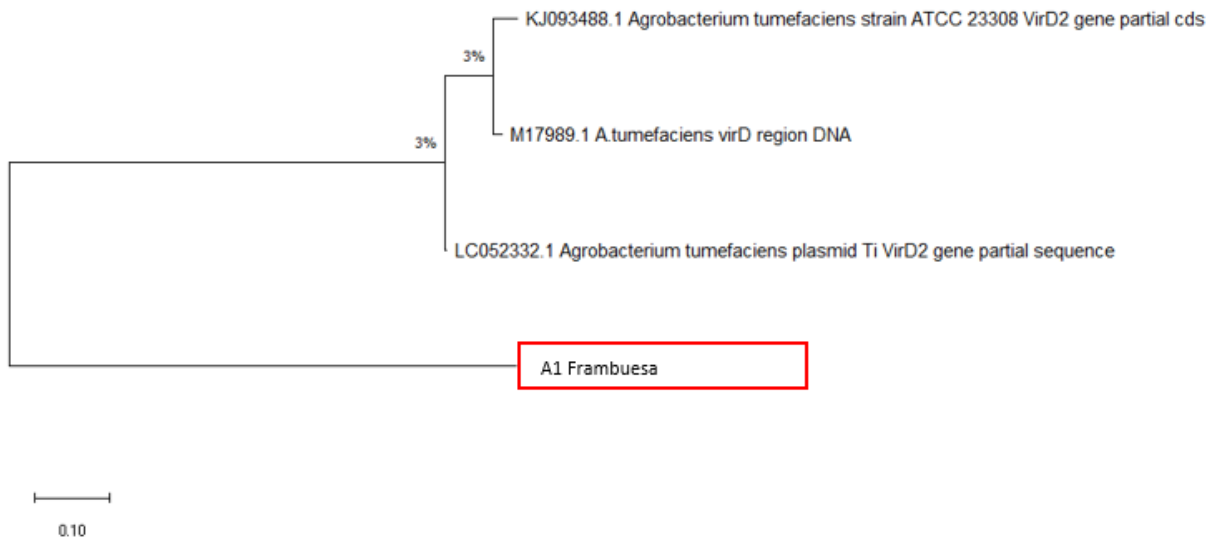 KJ093488.1 Agrobacterium tumefaciens strain ATCC 23308 VirD2 gene partial cds
3%
M17989.1 A.tumefaciens virD region DNA
3%
LC052332.1 Agrobacterium tumefaciens plasmid Ti VirD2 gene partial sequence
A1 Frambuesa
0.10